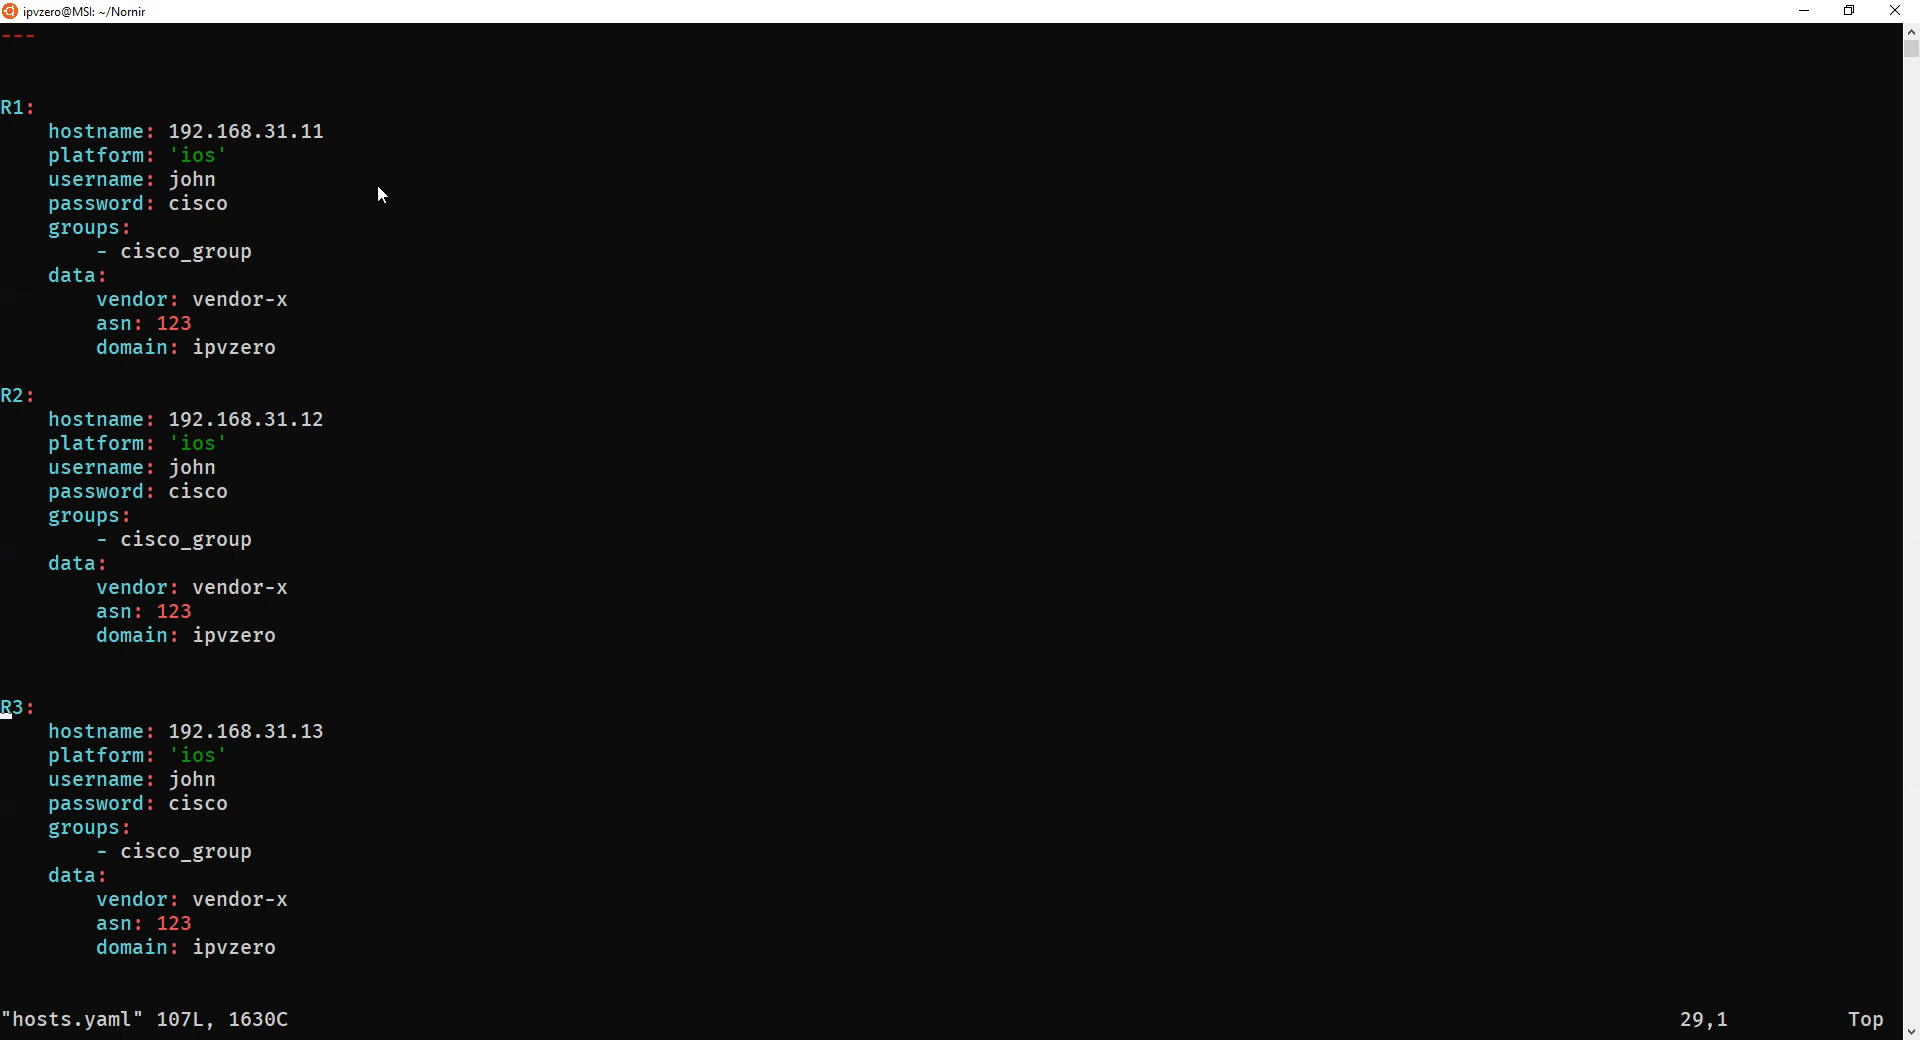 ipvzero@MSI: ~/Nornir
---
R1:
    hostname: 192.168.31.11
    platform: 'ios'
    username: john
    password: cisco
    groups:
        - cisco_group
    data:
        vendor: vendor-x
        asn: 123
        domain: ipvzero
R2:
    hostname: 192.168.31.12
    platform: 'ios'
    username: john
    password: cisco
    groups:
        - cisco_group
    data:
        vendor: vendor-x
        asn: 123
        domain: ipvzero
R3:
    hostname: 192.168.31.13
    platform: 'ios'
    username: john
    password: cisco
    groups:
        - cisco_group
    data:
        vendor: vendor-x
        asn: 123
        domain: ipvzero
"hosts.yaml" 107L, 1630C 29,1 Top